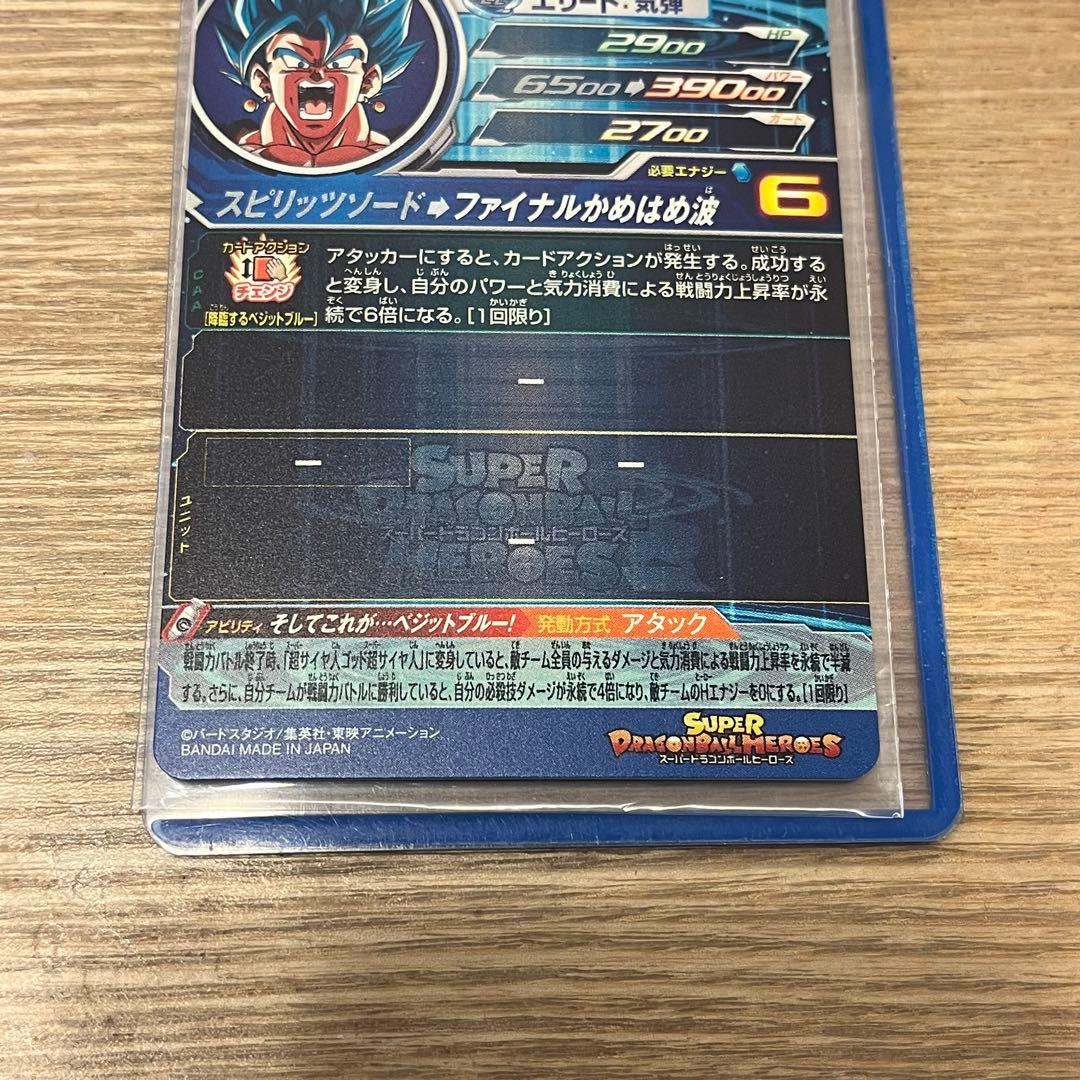 エリート:気弾
HP
2900
パワー
6500➡39000
ガード
2700
必要エナジー
6
スピリッツソード➡ファイナルかめはめ波
ば
カードアクション
チェンジ
[降臨するベジットブルー]
CAA
アタッカーにすると、カードアクションが発生する。成功する
と変身し、自分のパワーと気力消費による戦闘力上昇率が永
続で6倍になる。[1回限り]
ー
ー
ー
ー
ユニット
SUPER
DRAGONBALL
スーパードラゴンボールヒーローズ
HEROES
アビリティ そしてこれが…ベジットブルー! 発動方式 アタック
戦闘力バトル終了時、「超サイヤ人ゴッド超サイヤ人」に変身していると、敵チーム全員の与えるダメージと気力消費による戦闘力上昇率を永続で半減
する。さらに、自分チームが戦闘力バトルに勝利していると、自分の必殺技ダメージが永続で4倍になり、敵チームのHエナジーを0にする。[1回限り]
©バードスタジオ/集英社・東映アニメーション
BANDAI MADE IN JAPAN
SUPER
DRAGONBALL HEROES
スーパードラゴンボールヒーローズ